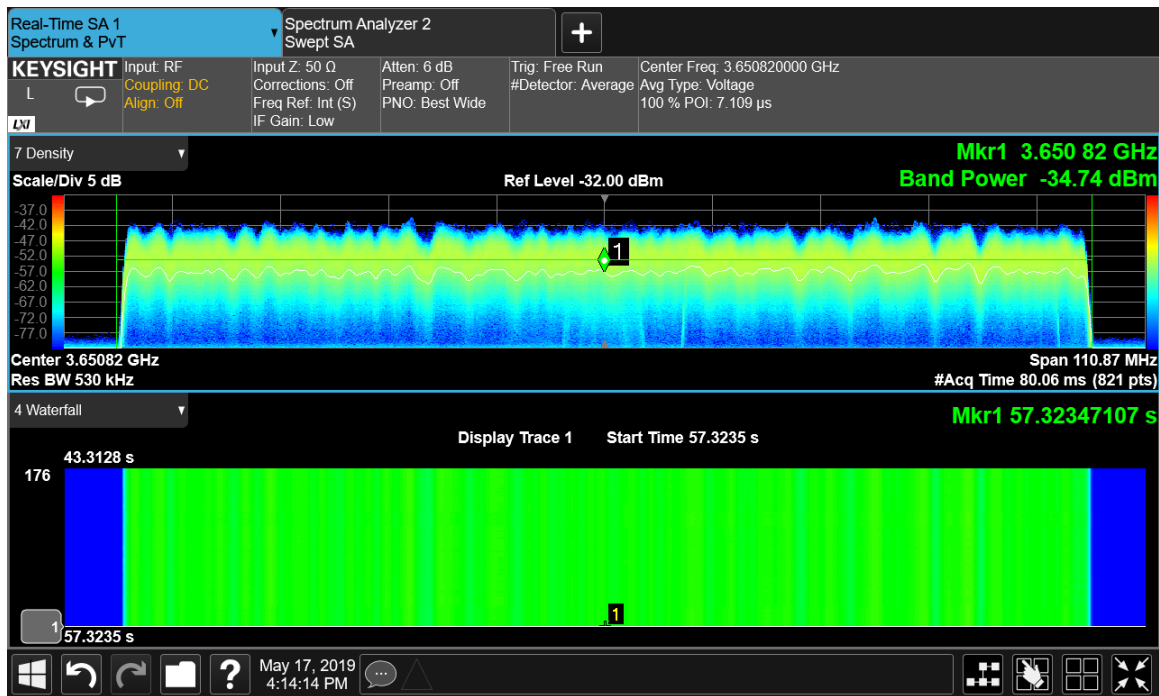 Real-Time SA 1
Spectrum & PvT
Spectrum Analyzer 2
Swept SA
KEYSIGHT
L
LXI
Input: RF
Coupling: DC
Align: Off
Input Z: 50 Ω
Corrections: Off
Freq Ref: Int (S)
IF Gain: Low
Atten: 6 dB
Preamp: Off
PNO: Best Wide
Trig: Free Run
#Detector: Average
Center Freq: 3.650820000 GHz
Avg Type: Voltage
100 % POI: 7.109 µs
7 Density
Mkr1 3.650 82 GHz
Scale/Div 5 dB
Ref Level -32.00 dBm
Band Power -34.74 dBm
-37.0
-42.0
-47.0
-52.0
-57.0
-62.0
-67.0
-72.0
-77.0
1
Center 3.65082 GHz
Span 110.87 MHz
Res BW 530 kHz
#Acq Time 80.06 ms (821 pts)
4 Waterfall
Mkr1 57.32347107 s
Display Trace 1 Start Time 57.3235 s
43.3128 s
176
1
1
57.3235 s
?
May 17, 2019
4:14:14 PM